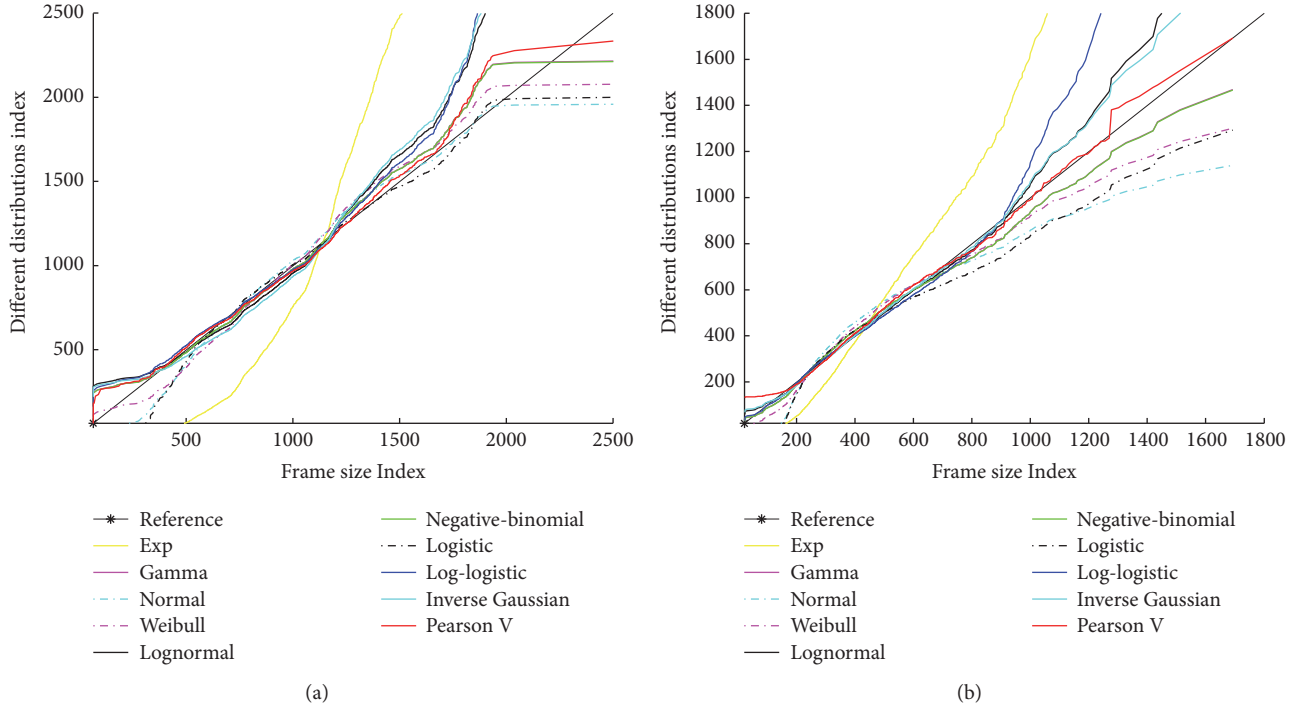 2500
2000
1500
1000
500
Different distributions index
500
1000
1500
2000
2500
Frame size Index
Reference
Exp
Gamma
Normal
Weibull
Lognormal
Negative-binomial
Logistic
Log-logistic
Inverse Gaussian
Pearson V
(a)
1800
1600
1400
1200
1000
800
600
400
200
Different distributions index
200
400
600
800
1000
1200
1400
1600
1800
Frame size Index
Reference
Exp
Gamma
Normal
Weibull
Lognormal
Negative-binomial
Logistic
Log-logistic
Inverse Gaussian
Pearson V
(b)